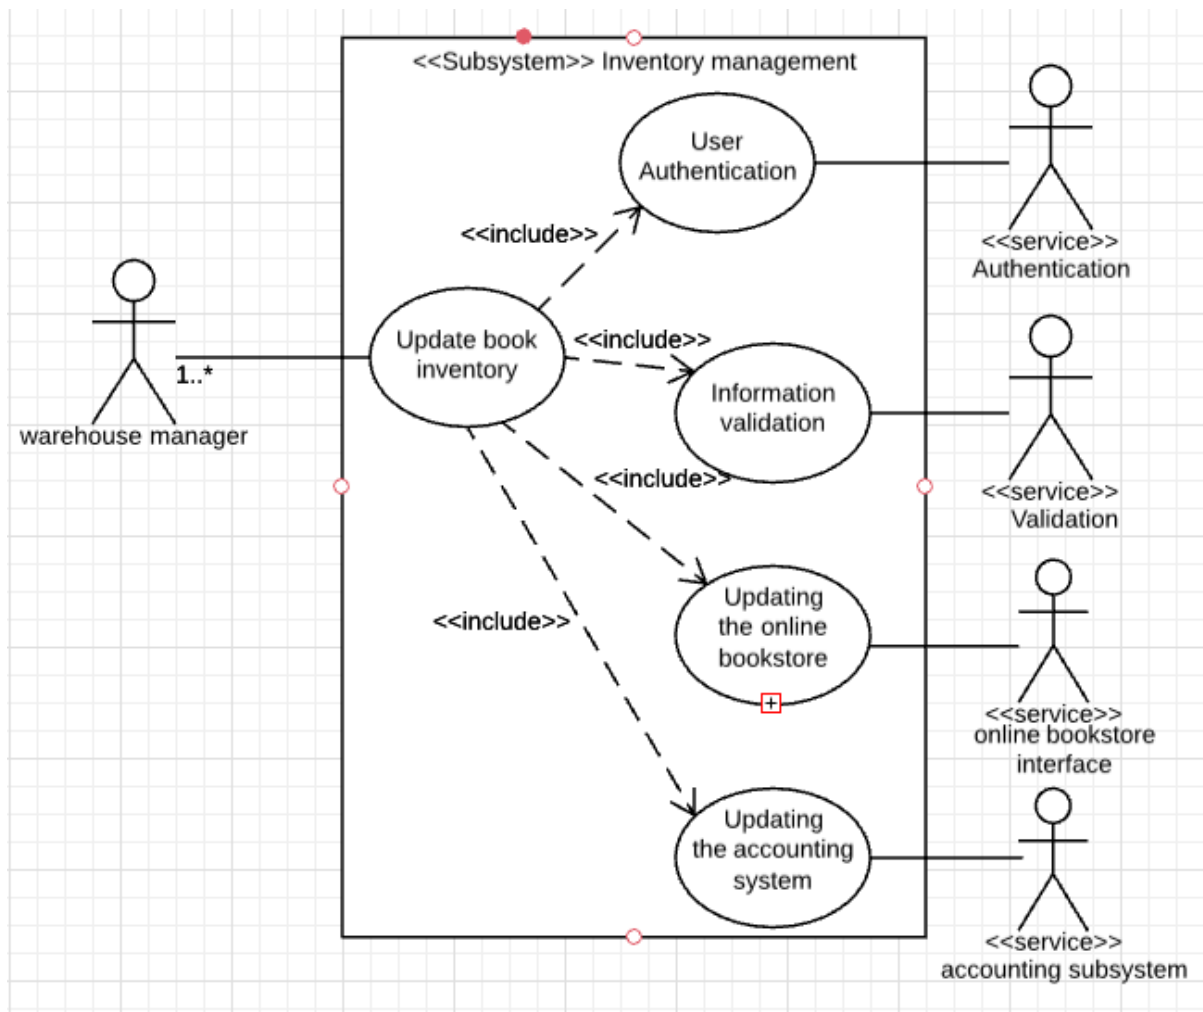 <<Subsystem>> Inventory management
User
Authentication
<<service>>
Authentication
<<include>>
1..*
warehouse manager
Update book
inventory
<<include>>
Information
validation
<<service>>
Validation
<<include>>
Updating
the online
bookstore
+
<<service>>
online bookstore
interface
<<include>>
Updating
the accounting
system
<<service>>
accounting subsystem